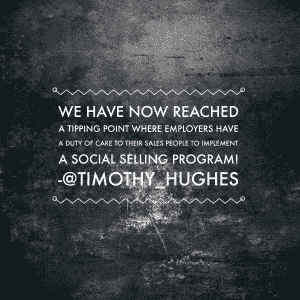 WE HAVE NOW REACHED
A TIPPING POINT WHERE EMPLOYERS HAVE
A DUTY OF CARE TO THEIR SALES PEOPLE TO IMPLEMENT
A SOCIAL SELLING PROGRAM!
-@TIMOTHY_HUGHES